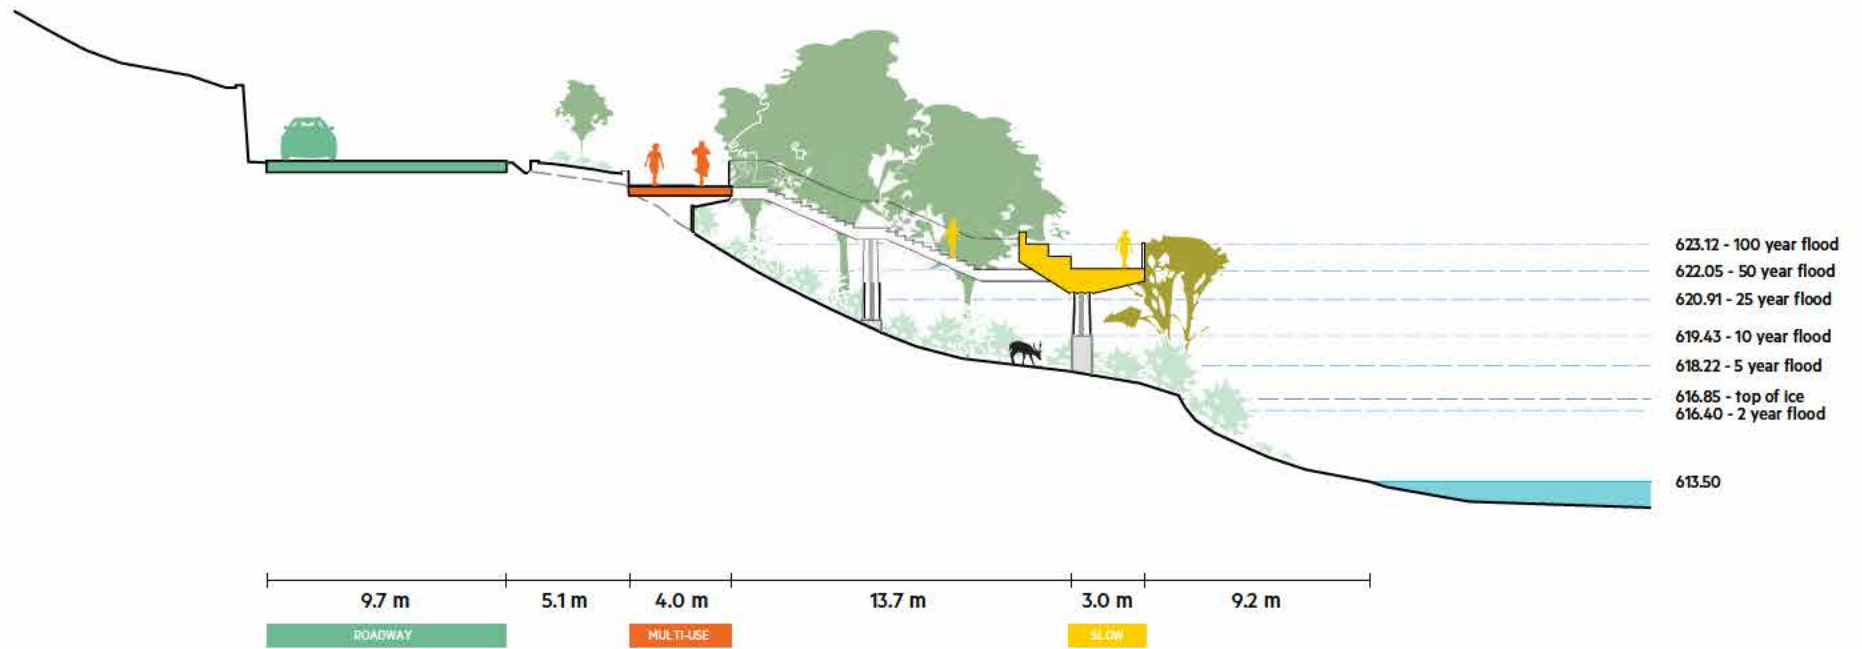 623.12 - 100 year flood
622.05 - 50 year flood
620.91 - 25 year flood
619.43 - 10 year flood
618.22 - 5 year flood
616.85 - top of ice
616.40 - 2 year flood
613.50
9.7 m 5.1 m 4.0 m 13.7 m 3.0 m 9.2 m
ROADWAY MULTI-USE SLOW